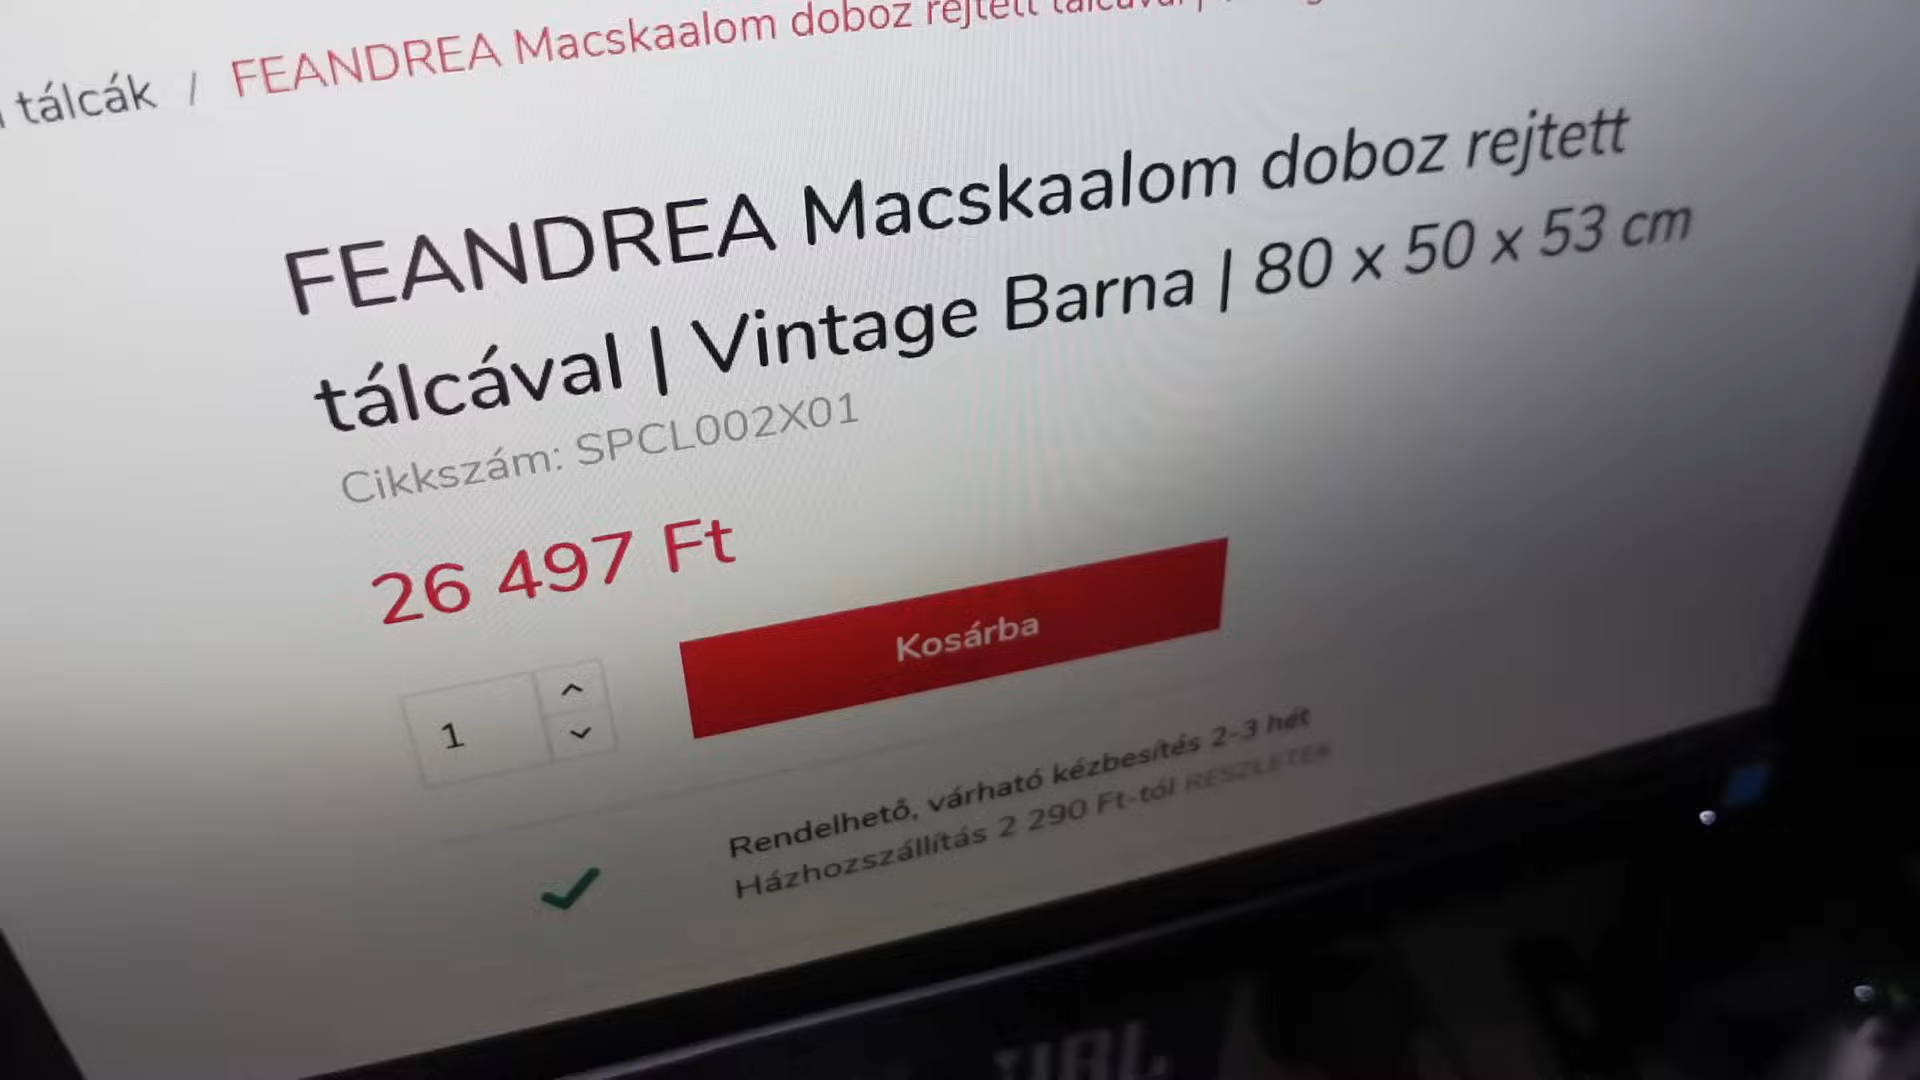 tálcák / FEANDREA Macskaalom doboz rejtett
FEANDREA Macskaalom doboz rejtett
tálcával | Vintage Barna | 80 x 50 x 53 cm
Cikkszám: SPCL002X01
26 497 Ft
1
Kosárba
Rendelhető, várható kézbesítés 2-3 hét
Házhozszállítás 2 290 Ft-tól RÉSZLETEK